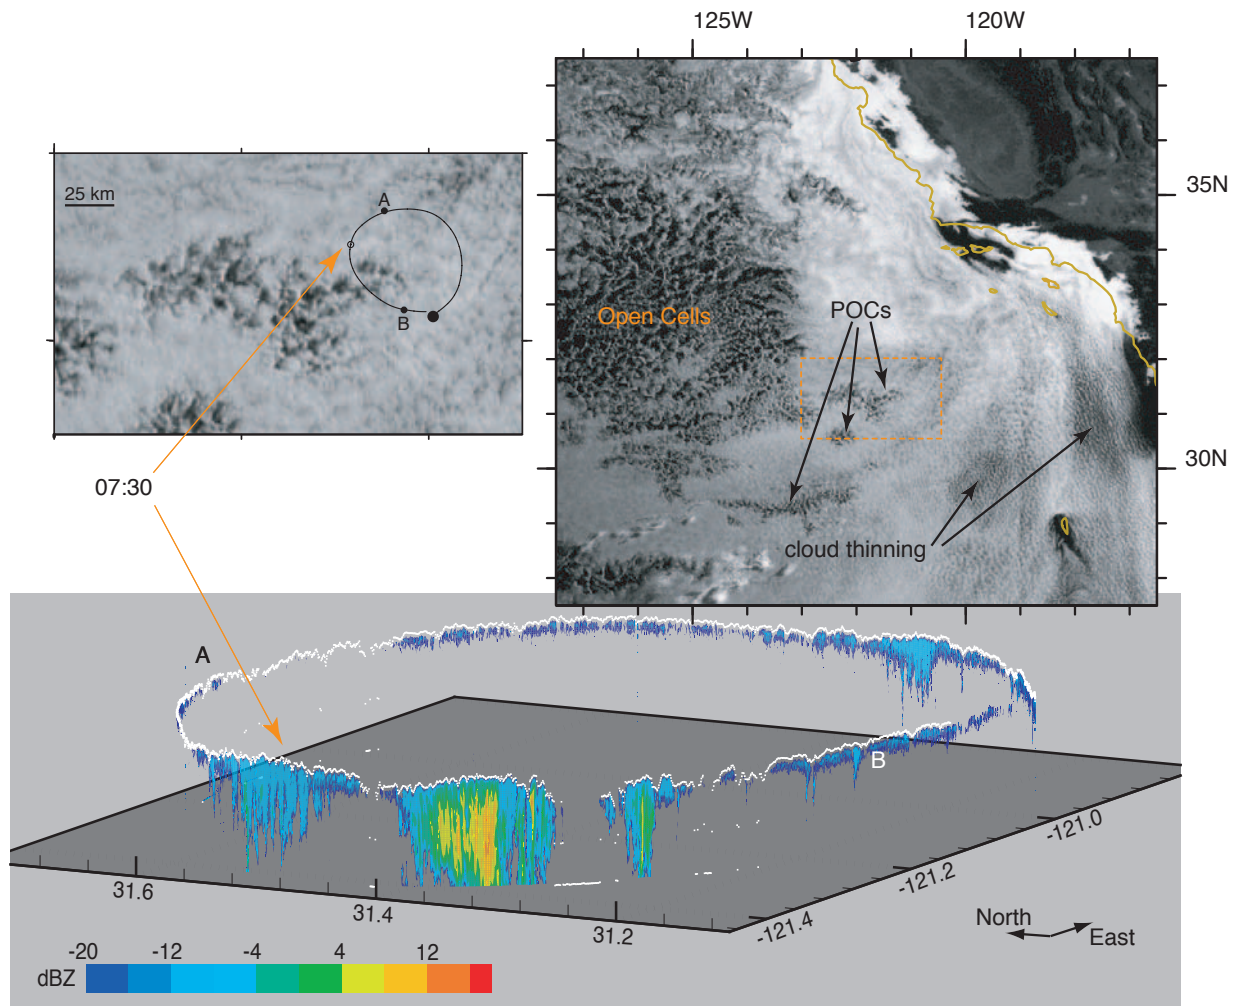 125W
120W
25 km
A
B
35N
Open Cells
POCs
30N
07:30
cloud thinning
A
B
31.6
31.4
31.2
-121.4
-121.2
-121.0
North
East
-20
-12
-4
4
12
dBZ